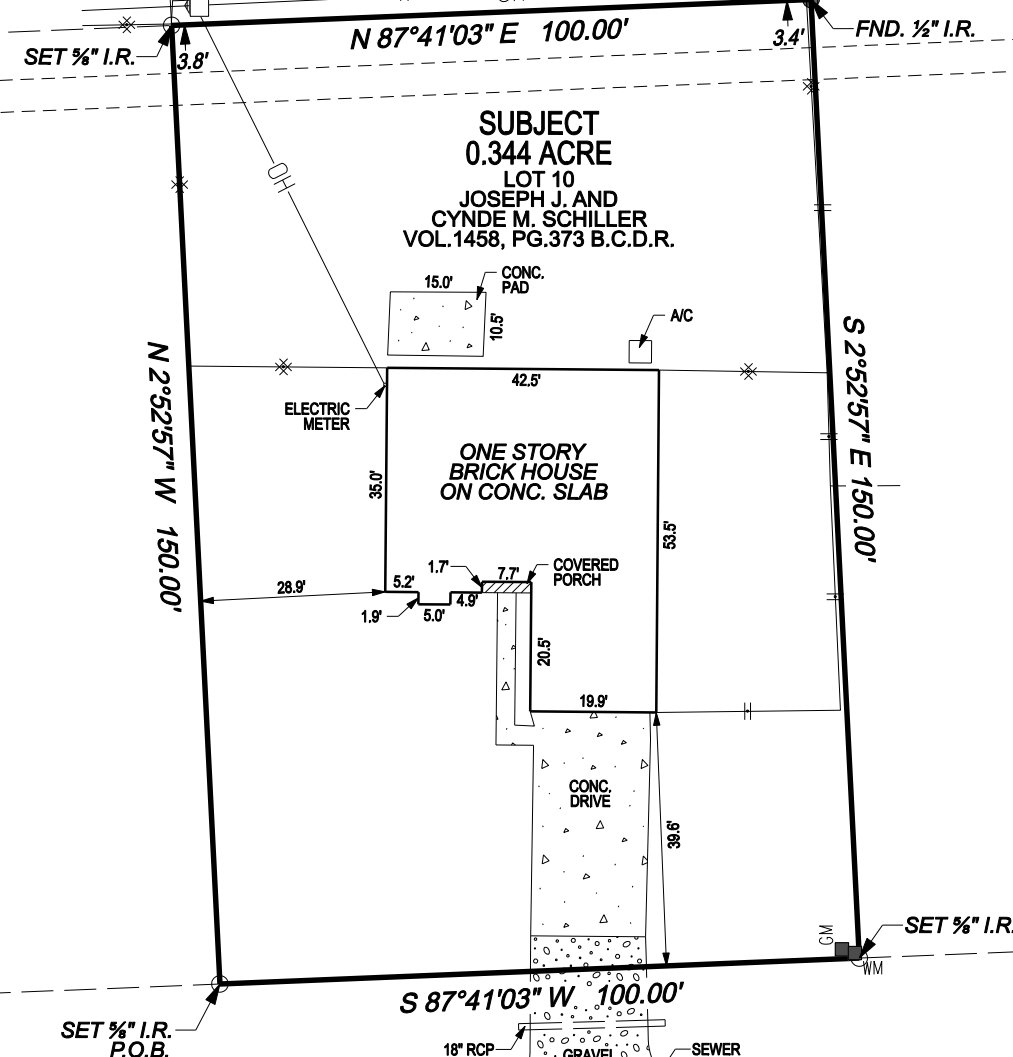 N 87°41'03" E 100.00'
FND. ½" I.R.
SET ⅝" I.R.
3.8'
3.4'
SUBJECT
0.344 ACRE
LOT 10
JOSEPH J. AND
CYNDE M. SCHILLER
VOL.1458, PG.373 B.C.D.R.
OH
CONC.
PAD
15.0'
10.5'
A/C
N 2°52'57" W 150.00'
S 2°52'57" E 150.00'
42.5'
ELECTRIC
METER
ONE STORY
BRICK HOUSE
ON CONC. SLAB
35.0'
53.5'
1.7'
7.7'
COVERED
PORCH
28.9'
5.2'
4.9'
1.9'
5.0'
20.5'
19.9'
CONC.
DRIVE
39.6'
GM
SET ⅝" I.R.
WM
S 87°41'03" W 100.00'
SET ⅝" I.R.
P.O.B.
18" RCP
GRAVEL
SEWER